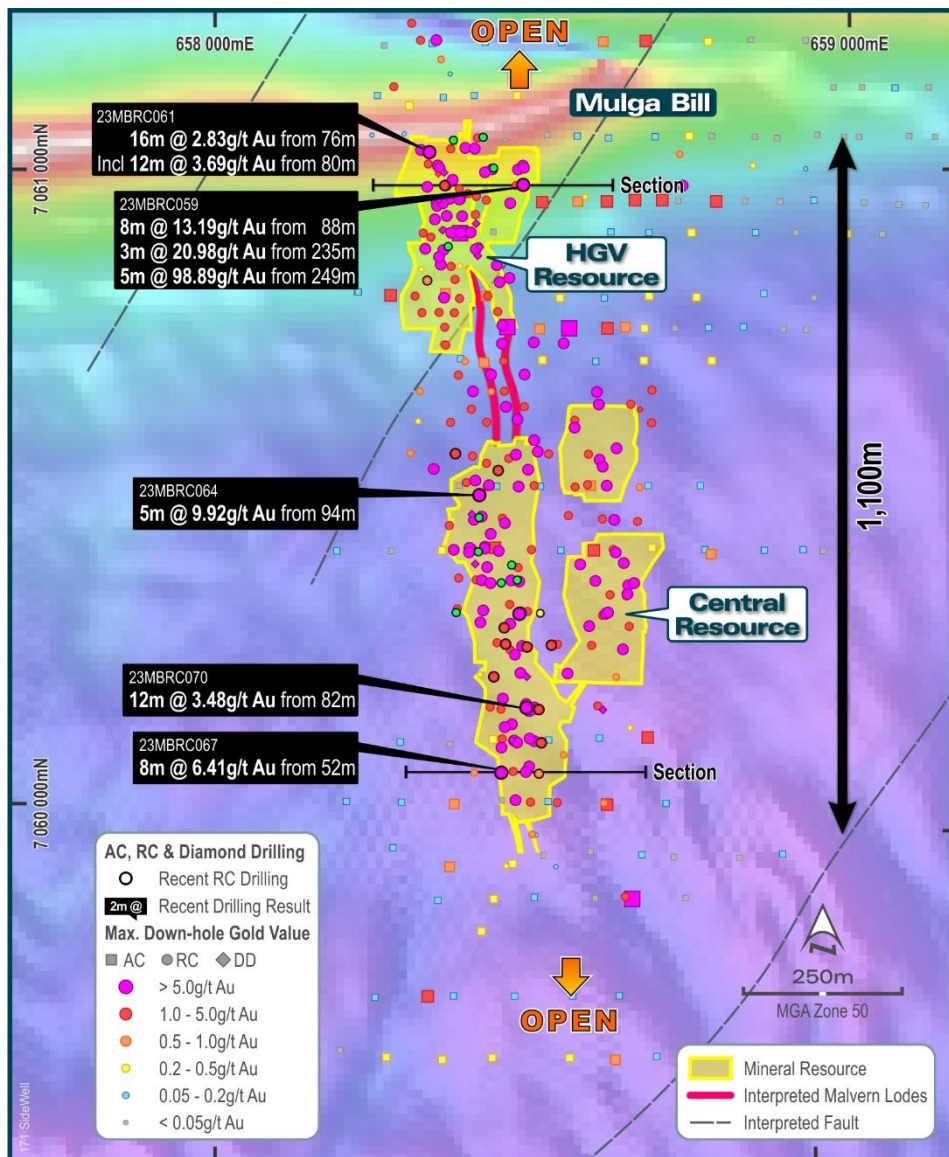 658 000mE
OPEN
659 000mE
Mulga Bill
23MBRC061
16m @ 2.83g/t Au from 76m
Incl 12m @ 3.69g/t Au from 80m
7 061 000mN
Section
23MBRC059
8m @ 13.19g/t Au from 88m
3m @ 20.98g/t Au from 235m
5m @ 98.89g/t Au from 249m
HGV
Resource
1,100m
23MBRC064
5m @ 9.92g/t Au from 94m
Central
Resource
23MBRC070
12m @ 3.48g/t Au from 82m
23MBRC067
8m @ 6.41g/t Au from 52m
Section
7 060 000mN
AC, RC & Diamond Drilling
Recent RC Drilling
2m @ Recent Drilling Result
Max. Down-hole Gold Value
AC RC DD
> 5.0g/t Au
1.0 - 5.0g/t Au
0.5 - 1.0g/t Au
0.2 - 0.5g/t Au
0.05 - 0.2g/t Au
< 0.05g/t Au
OPEN
N
250m
MGA Zone 50
Mineral Resource
Interpreted Malvern Lodes
Interpreted Fault
171 SideWell